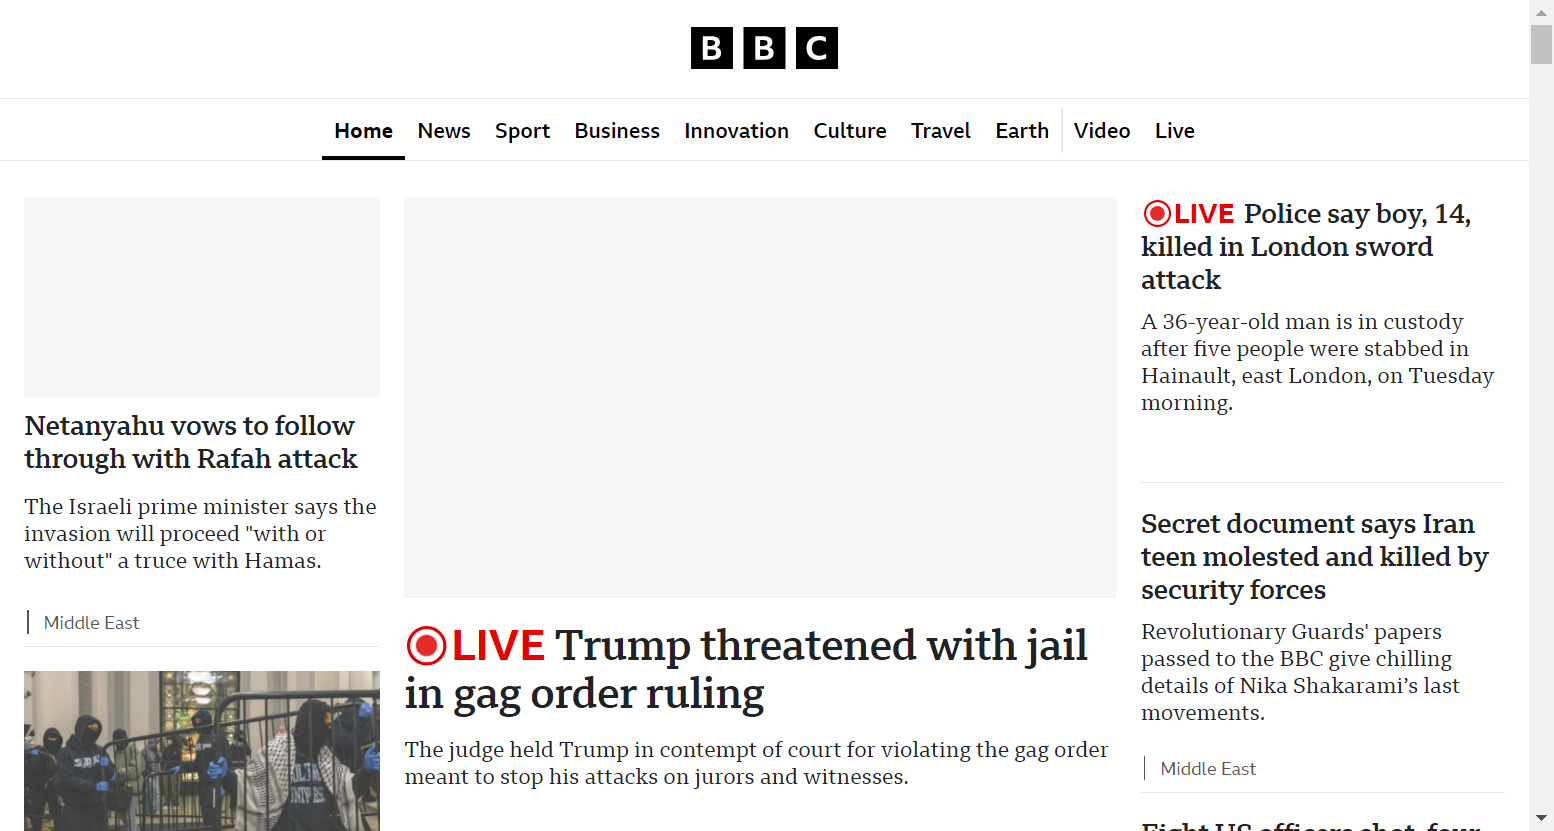 BBC
Home News Sport Business Innovation Culture Travel Earth Video Live
Netanyahu vows to follow
through with Rafah attack
The Israeli prime minister says the
invasion will proceed "with or
without" a truce with Hamas.
Middle East
LIVE Trump threatened with jail
in gag order ruling
The judge held Trump in contempt of court for violating the gag order
meant to stop his attacks on jurors and witnesses.
LIVE Police say boy, 14,
killed in London sword
attack
A 36-year-old man is in custody
after five people were stabbed in
Hainault, east London, on Tuesday
morning.
Secret document says Iran
teen molested and killed by
security forces
Revolutionary Guards' papers
passed to the BBC give chilling
details of Nika Shakarami’s last
movements.
Middle East
Eight US officers shot, four